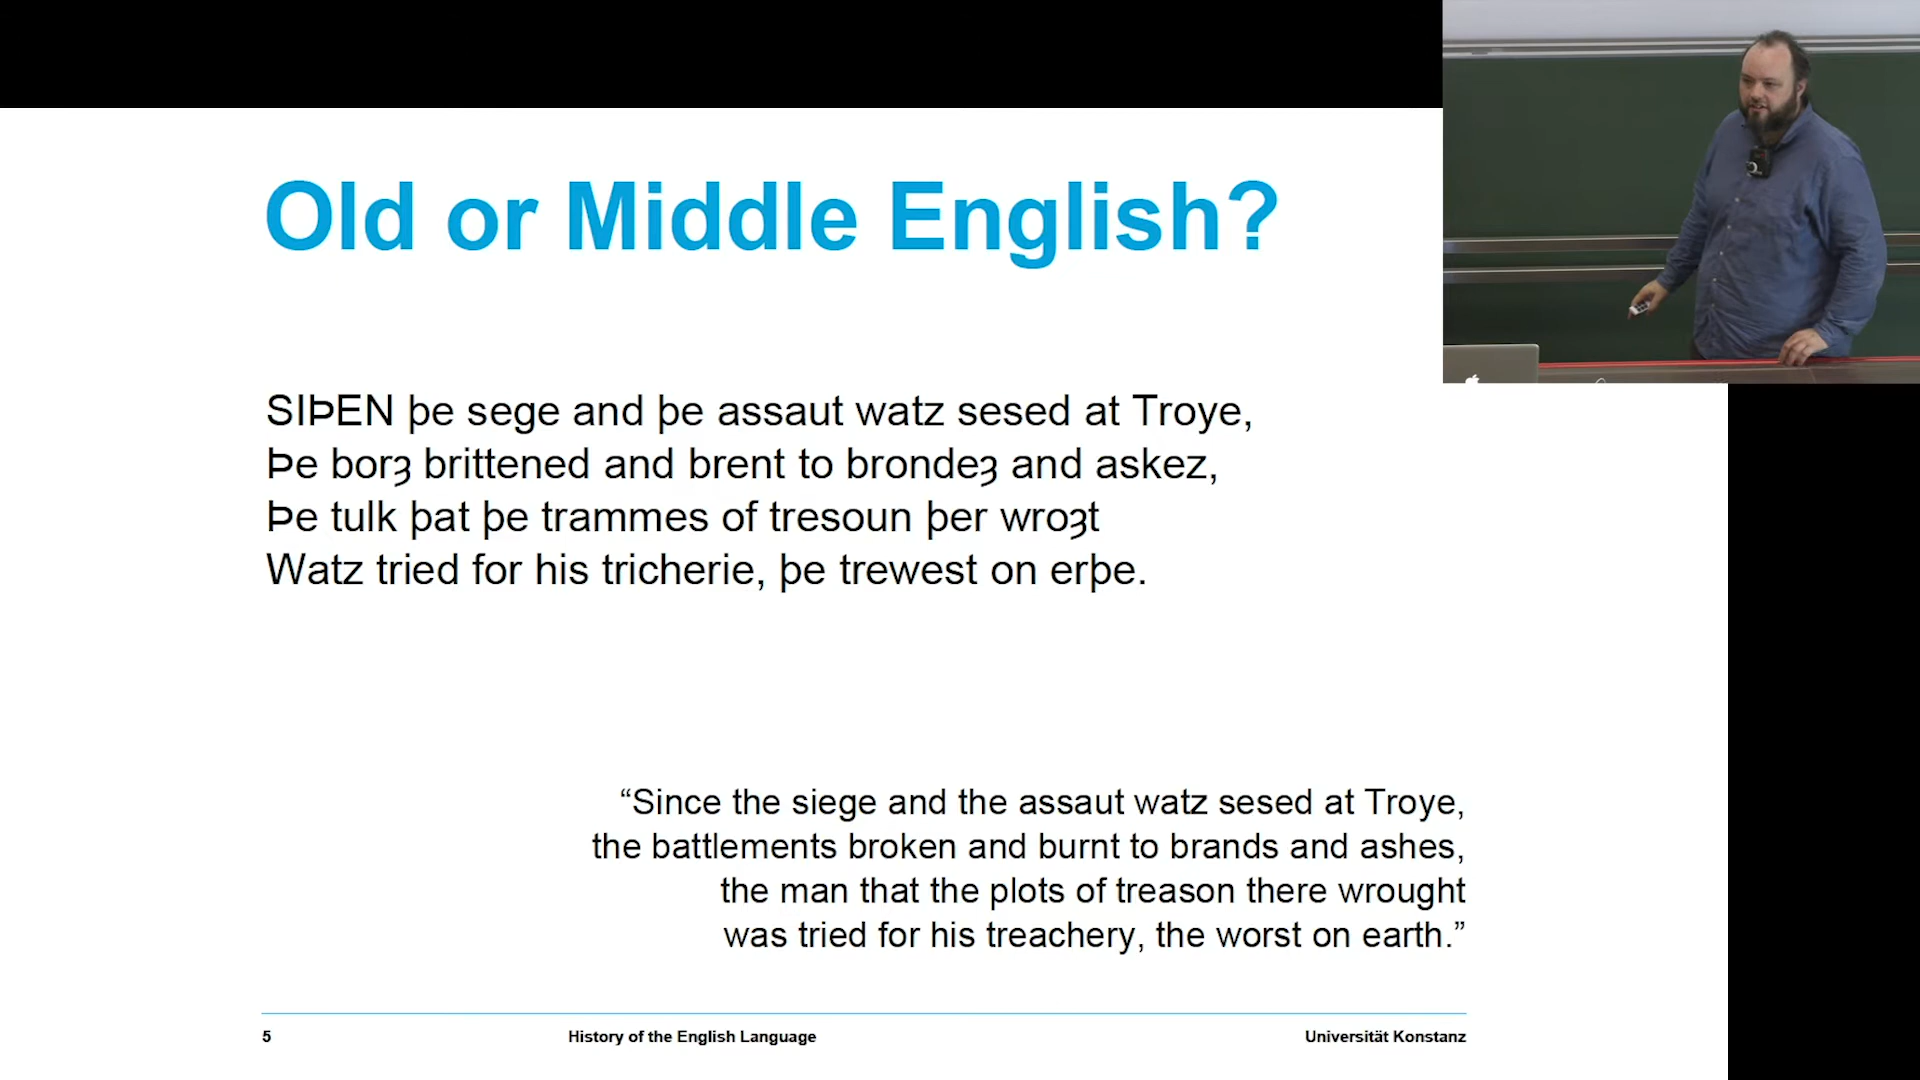 Old or Middle English?
SIÞEN þe sege and þe assaut watz sesed at Troye,
Þe borȝ brittened and brent to brondeȝ and askez,
Þe tulk þat þe trammes of tresoun þer wroȝt
Watz tried for his tricherie, þe trewest on erþe.
“Since the siege and the assaut watz sesed at Troye,
the battlements broken and burnt to brands and ashes,
the man that the plots of treason there wrought
was tried for his treachery, the worst on earth.”
5 History of the English Language Universität Konstanz